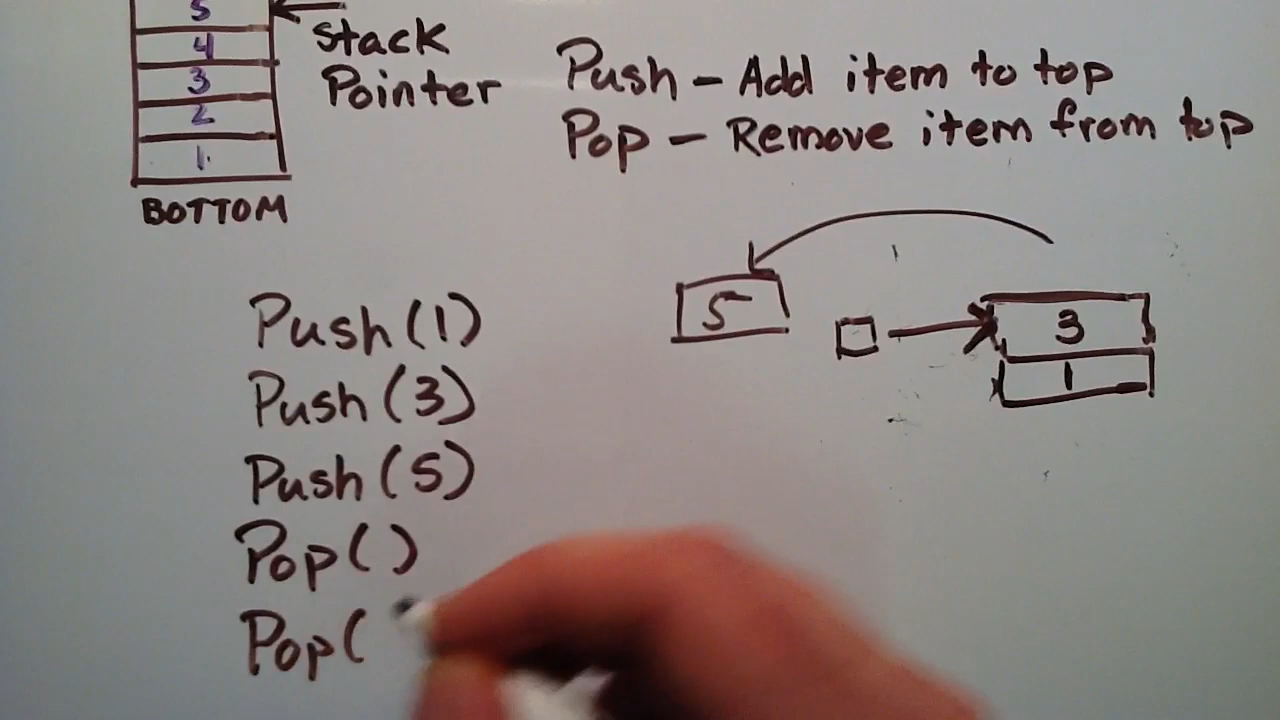 5
4
3
2
1
BOTTOM
Stack
Pointer
Push – Add item to top
Pop – Remove item from top
5
3
1
Push (1)
Push (3)
Push (5)
Pop ()
Pop (